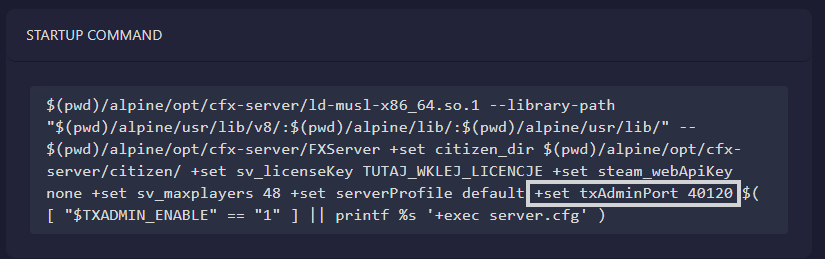 STARTUP COMMAND
$(pwd)/alpine/opt/cfx-server/ld-musl-x86_64.so.1 --library-path
"$(pwd)/alpine/usr/lib/v8/:$(pwd)/alpine/lib/:$(pwd)/alpine/usr/lib/" --
$(pwd)/alpine/opt/cfx-server/FXServer +set citizen_dir $(pwd)/alpine/opt/cfx-
server/citizen/ +set sv_licenseKey TUTAJ_WKLEJ_LICENCJE +set steam_webApiKey
none +set sv_maxplayers 48 +set serverProfile default +set txAdminPort 40120 $(
[ "$TXADMIN_ENABLE" == "1" ] || printf %s '+exec server.cfg' )